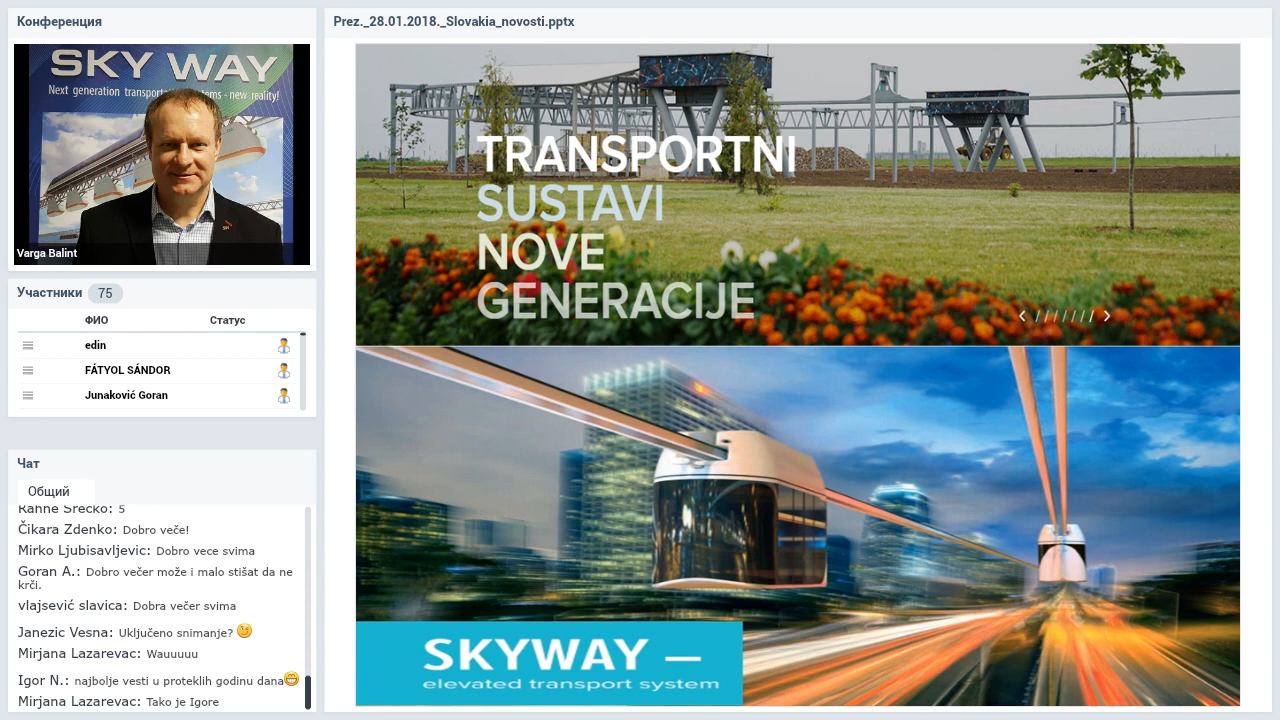 Конференция
SKY WAY
Next generation transportation systems - new reality!
Varga Balint
Участники 75
ФИО Статус
edin
FÁTYOL SÁNDOR
Junaković Goran
Чат
Общий
Rahne Srecko: 5
Čikara Zdenko: Dobro veče!
Mirko Ljubisavljevic: Dobro vece svima
Goran A.: Dobro večer može i malo stišat da ne
krči.
vlajsević slavica: Dobra večer svima
Janezic Vesna: Uključeno snimanje?
Mirjana Lazarevac: Wauuuuu
Igor N.: najbolje vesti u proteklih godinu dana
Mirjana Lazarevac: Tako je Igore
Prez._28.01.2018._Slovakia_novosti.pptx
TRANSPORTNI
SUSTAVI
NOVE
GENERACIJE
SKYWAY —
elevated transport system